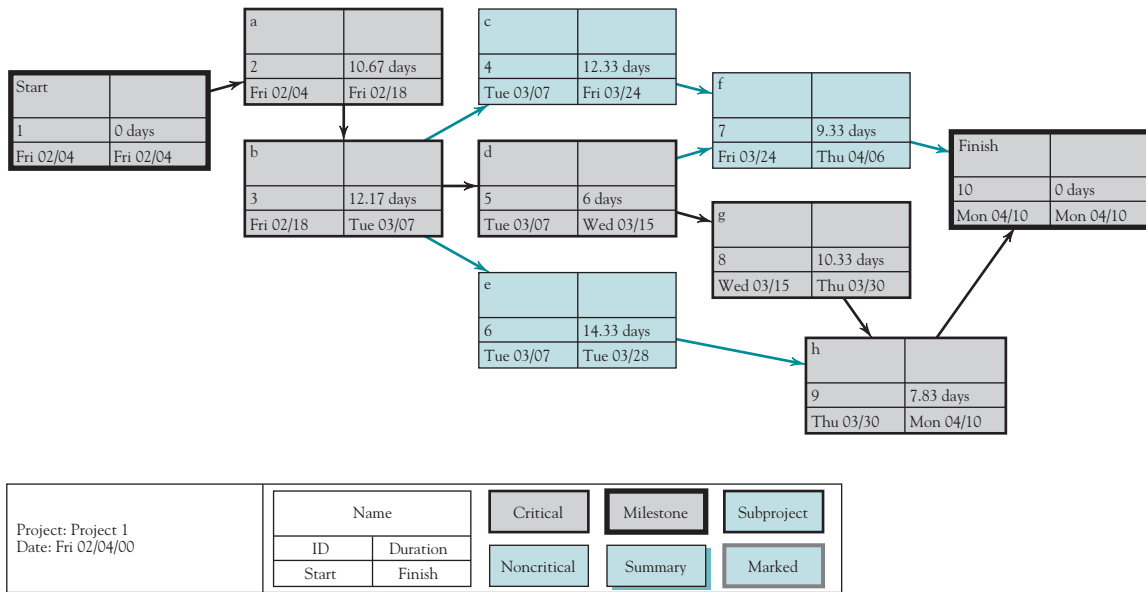 a
2 10.67 days
Fri 02/04 Fri 02/18
c
4 12.33 days
Tue 03/07 Fri 03/24
Start
1 0 days
Fri 02/04 Fri 02/04
f
7 9.33 days
Fri 03/24 Thu 04/06
b
3 12.17 days
Fri 02/18 Tue 03/07
d
5 6 days
Tue 03/07 Wed 03/15
Finish
10 0 days
Mon 04/10 Mon 04/10
g
8 10.33 days
Wed 03/15 Thu 03/30
e
6 14.33 days
Tue 03/07 Tue 03/28
h
9 7.83 days
Thu 03/30 Mon 04/10
Project: Project 1
Date: Fri 02/04/00
Name
ID Duration
Start Finish
Critical Milestone Subproject
Noncritical Summary Marked